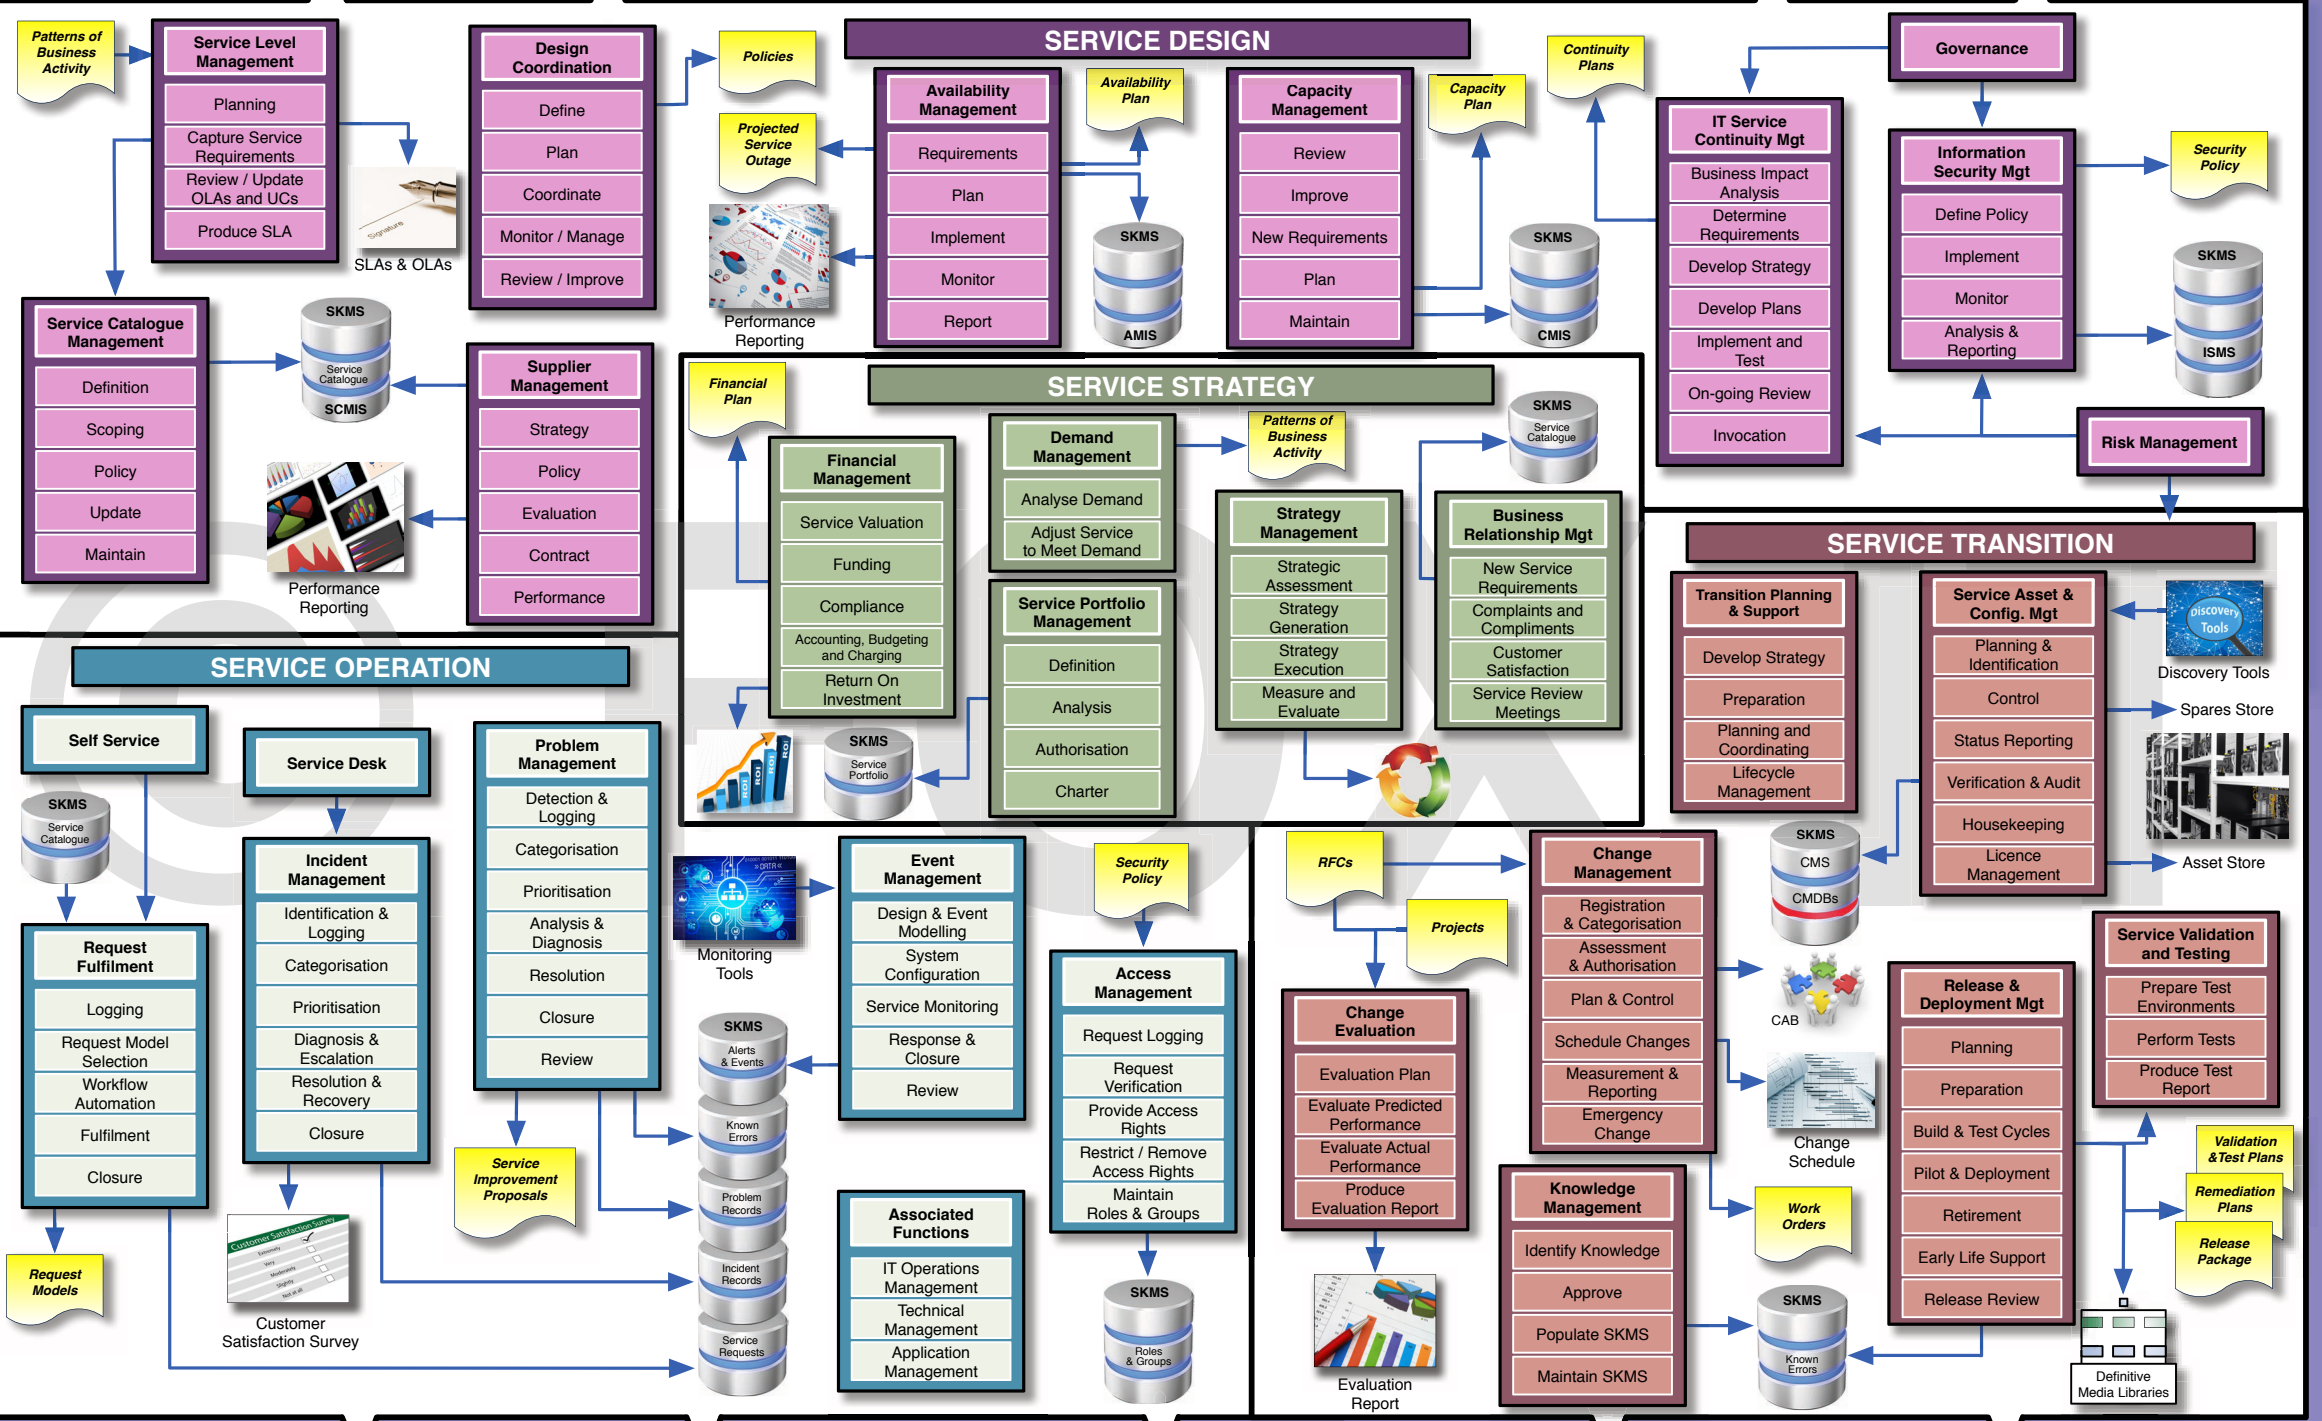 SERVICE DESIGN
Patterns of
Business
Activity
Service Level
Management
Planning
Capture Service
Requirements
Review / Update
OLAs and UCs
Produce SLA
Signature
SLAs & OLAs
Design
Coordination
Define
Plan
Coordinate
Monitor / Manage
Review / Improve
Policies
Projected
Service
Outage
Performance
Reporting
Availability
Management
Requirements
Plan
Implement
Monitor
Report
Availability
Plan
SKMS
AMIS
Capacity
Management
Review
Improve
New Requirements
Plan
Maintain
Capacity
Plan
SKMS
CMIS
Continuity
Plans
IT Service
Continuity Mgt
Business Impact
Analysis
Determine
Requirements
Develop Strategy
Develop Plans
Implement and
Test
On-going Review
Invocation
Governance
Information
Security Mgt
Define Policy
Implement
Monitor
Analysis &
Reporting
Security
Policy
SKMS
ISMS
Risk Management
Service Catalogue
Management
Definition
Scoping
Policy
Update
Maintain
SKMS
Service
Catalogue
SCMIS
Performance
Reporting
Supplier
Management
Strategy
Policy
Evaluation
Contract
Performance
SERVICE STRATEGY
Financial
Plan
Financial
Management
Service Valuation
Funding
Compliance
Accounting, Budgeting
and Charging
Return On
Investment
ROI
ROI
ROI
ROI
SKMS
Service
Portfolio
Demand
Management
Analyse Demand
Adjust Service
to Meet Demand
Patterns of
Business
Activity
Service Portfolio
Management
Definition
Analysis
Authorisation
Charter
Strategy
Management
Strategic
Assessment
Strategy
Generation
Strategy
Execution
Measure and
Evaluate
SKMS
Service
Catalogue
Business
Relationship Mgt
New Service
Requirements
Complaints and
Compliments
Customer
Satisfaction
Service Review
Meetings
SERVICE TRANSITION
Transition Planning
& Support
Develop Strategy
Preparation
Planning and
Coordinating
Lifecycle
Management
Service Asset &
Config. Mgt
Planning &
Identification
Control
Status Reporting
Verification & Audit
Housekeeping
Licence
Management
Discovery
Tools
Discovery Tools
Spares Store
Asset Store
SKMS
CMS
CMDBs
RFCs
Projects
Change
Evaluation
Evaluation Plan
Evaluate Predicted
Performance
Evaluate Actual
Performance
Produce
Evaluation Report
Evaluation
Report
Change
Management
Registration
& Categorisation
Assessment
& Authorisation
Plan & Control
Schedule Changes
Measurement &
Reporting
Emergency
Change
CAB
Change
Schedule
Work
Orders
Knowledge
Management
Identify Knowledge
Approve
Populate SKMS
Maintain SKMS
SKMS
Known
Errors
Release &
Deployment Mgt
Planning
Preparation
Build & Test Cycles
Pilot & Deployment
Retirement
Early Life Support
Release Review
Service Validation
and Testing
Prepare Test
Environments
Perform Tests
Produce Test
Report
Validation
&Test Plans
Remediation
Plans
Release
Package
Definitive
Media Libraries
SERVICE OPERATION
Self Service
SKMS
Service
Catalogue
Request
Fulfilment
Logging
Request Model
Selection
Workflow
Automation
Fulfilment
Closure
Request
Models
Service Desk
Incident
Management
Identification &
Logging
Categorisation
Prioritisation
Diagnosis &
Escalation
Resolution &
Recovery
Closure
Customer Satisfaction Survey
Extremely
Very
Moderately
Slightly
Not at all
Customer
Satisfaction Survey
Problem
Management
Detection &
Logging
Categorisation
Prioritisation
Analysis &
Diagnosis
Resolution
Closure
Review
Service
Improvement
Proposals
DATA
Monitoring
Tools
SKMS
Alerts
& Events
Known
Errors
Problem
Records
Incident
Records
Service
Requests
Event
Management
Design & Event
Modelling
System
Configuration
Service Monitoring
Response &
Closure
Review
Associated
Functions
IT Operations
Management
Technical
Management
Application
Management
Security
Policy
Access
Management
Request Logging
Request
Verification
Provide Access
Rights
Restrict / Remove
Access Rights
Maintain
Roles & Groups
SKMS
Roles
& Groups